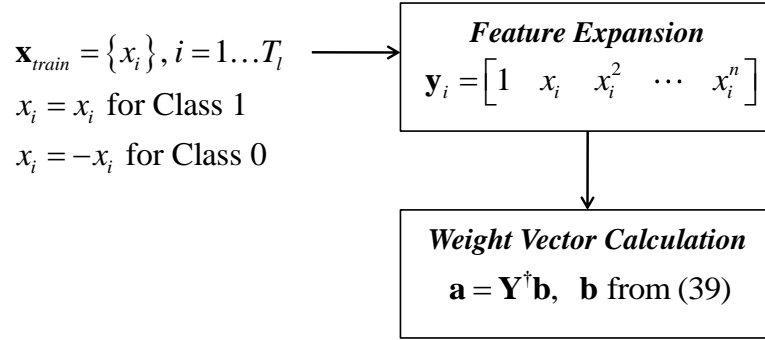 𝐱_train = {x_i}, i = 1…T_l
x_i = x_i for Class 1
x_i = −x_i for Class 0
Feature Expansion
𝐲_i = [1 x_i x_i^2 ⋯ x_i^n]
Weight Vector Calculation
𝐚 = 𝐘^†𝐛, 𝐛 from (39)